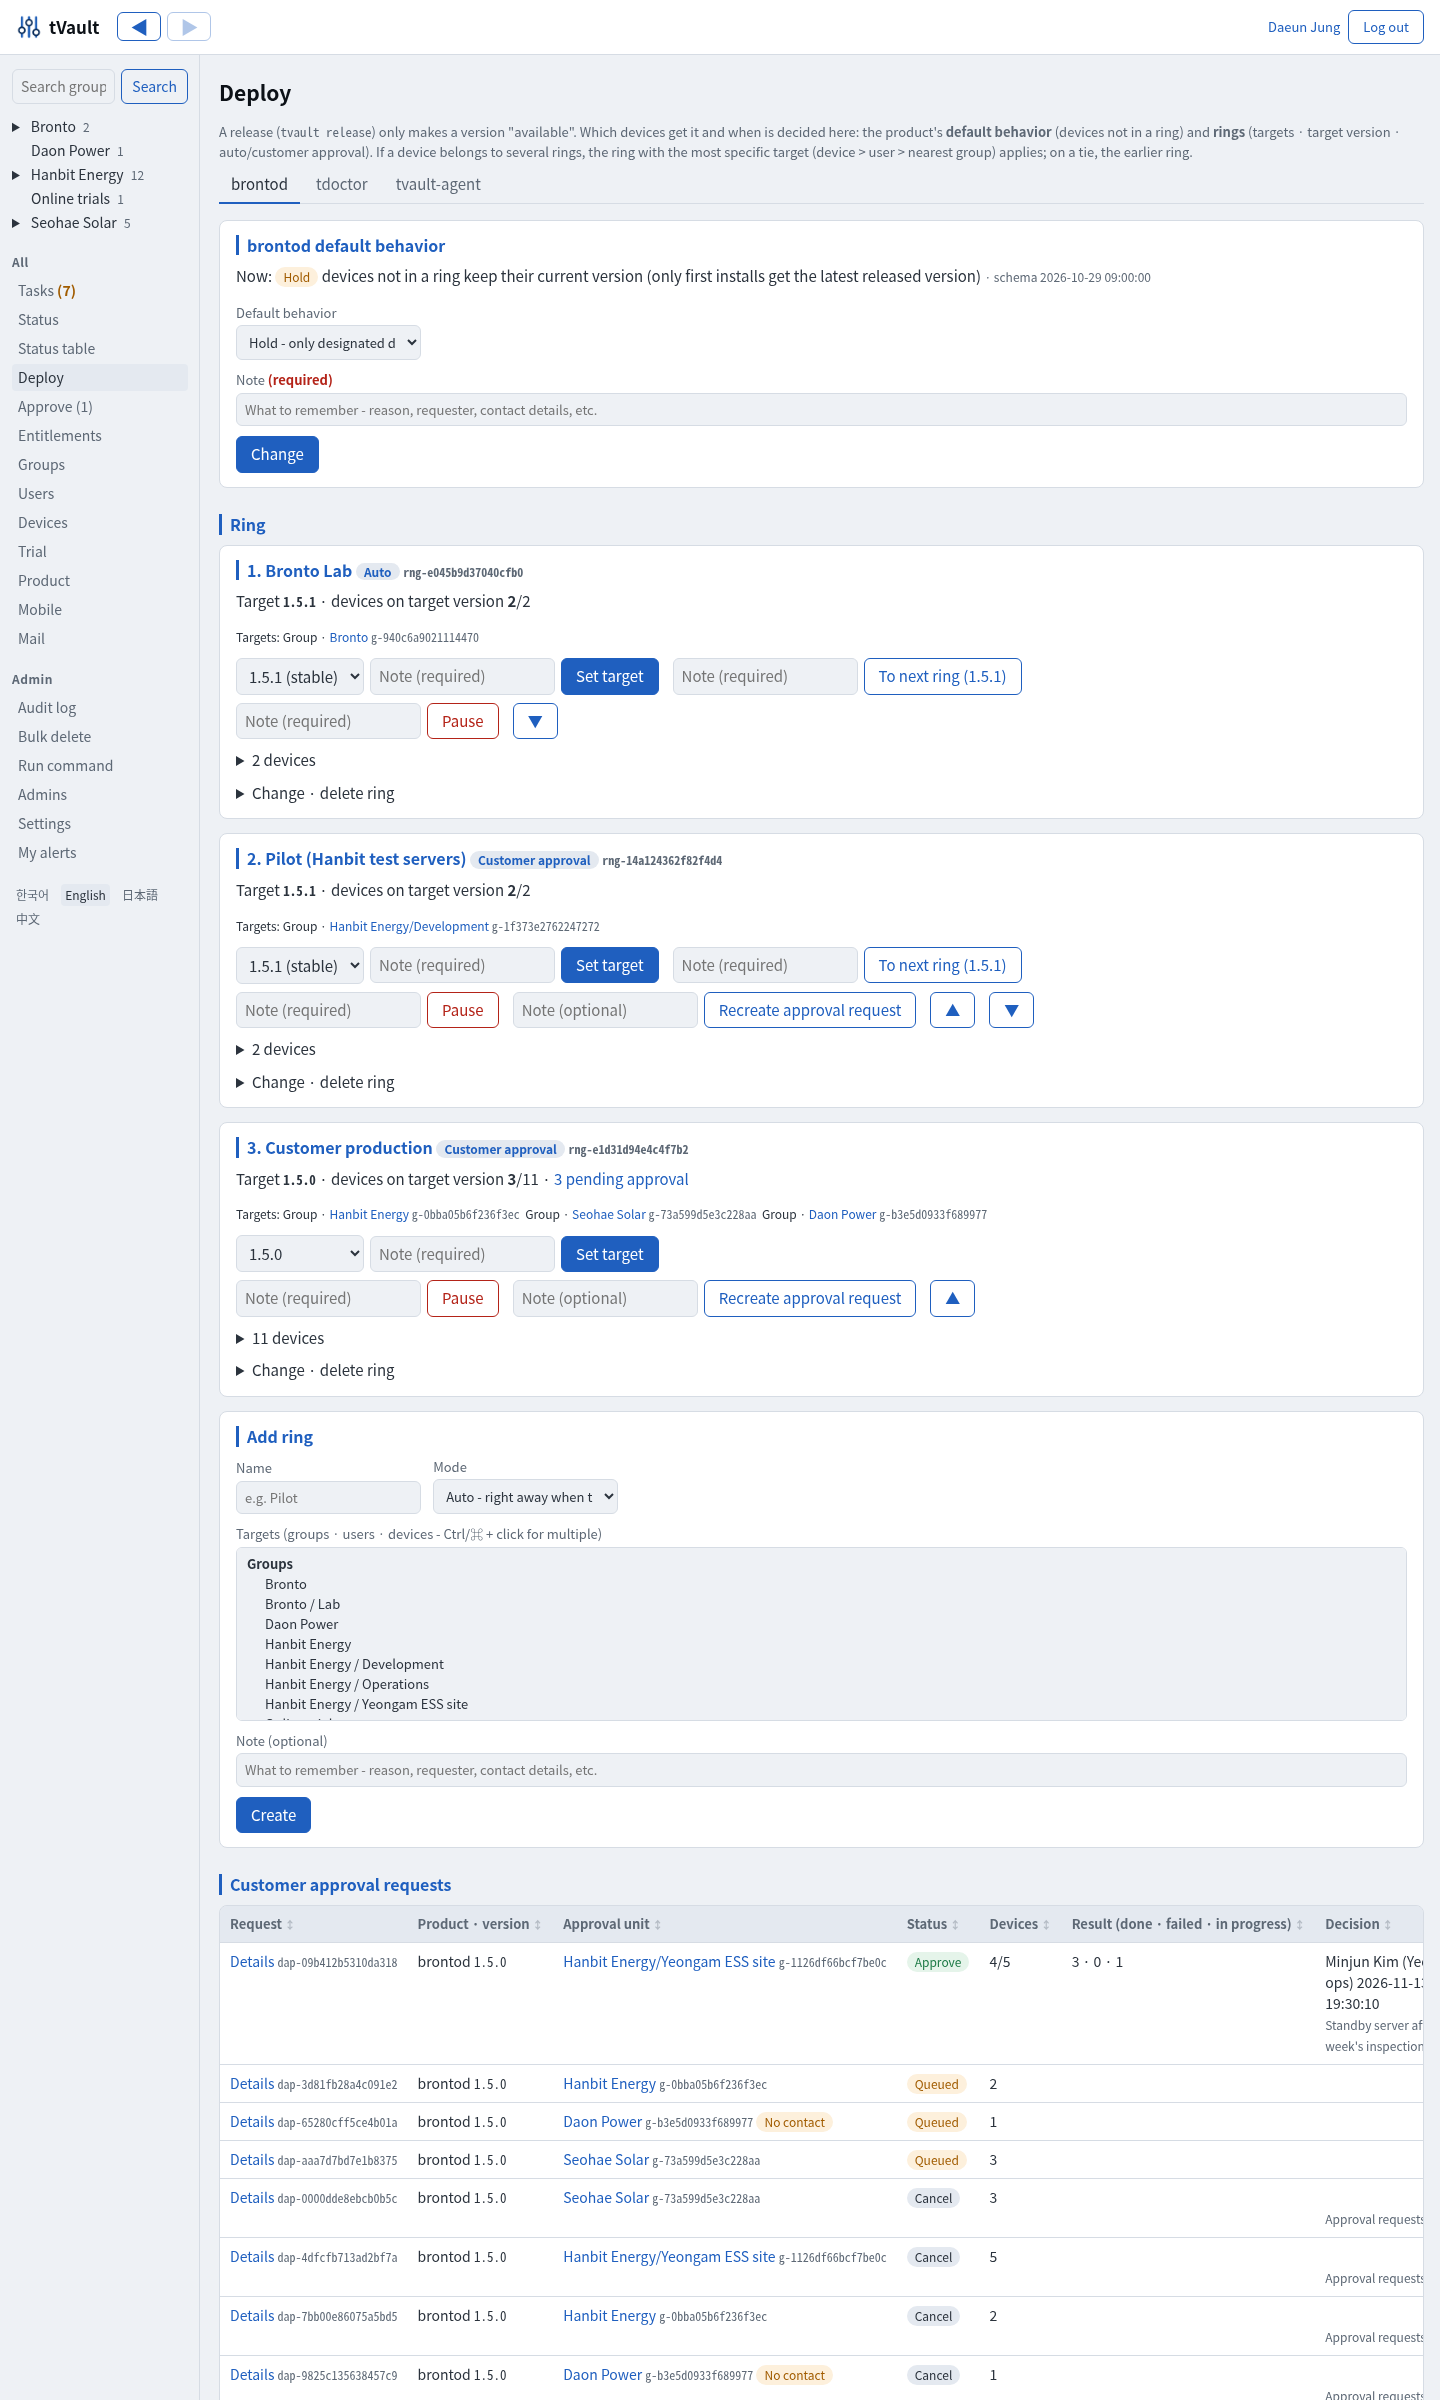 tVault ◀ ▶ Daeun Jung Log out
Search group Search
▶ Bronto 2
Daon Power 1
▶ Hanbit Energy 12
Online trials 1
▶ Seohae Solar 5
All
Tasks (7)
Status
Status table
Deploy
Approve (1)
Entitlements
Groups
Users
Devices
Trial
Product
Mobile
Mail
Admin
Audit log
Bulk delete
Run command
Admins
Settings
My alerts
한국어 English 日本語
中文
Deploy
A release (tvault release) only makes a version "available". Which devices get it and when is decided here: the product's default behavior (devices not in a ring) and rings (targets · target version ·
auto/customer approval). If a device belongs to several rings, the ring with the most specific target (device > user > nearest group) applies; on a tie, the earlier ring.
brontod tdoctor tvault-agent
brontod default behavior
Now: Hold devices not in a ring keep their current version (only first installs get the latest released version) · schema 2026-10-29 09:00:00
Default behavior
Hold - only designated d
Note (required)
What to remember - reason, requester, contact details, etc.
Change
Ring
1. Bronto Lab Auto rng-e045b9d37040cfb0
Target 1.5.1 · devices on target version 2/2
Targets: Group · Bronto g-940c6a9021114470
1.5.1 (stable) Note (required) Set target Note (required) To next ring (1.5.1)
Note (required) Pause ▼
▶ 2 devices
▶ Change · delete ring
2. Pilot (Hanbit test servers) Customer approval rng-14a124362f82f4d4
Target 1.5.1 · devices on target version 2/2
Targets: Group · Hanbit Energy/Development g-1f373e2762247272
1.5.1 (stable) Note (required) Set target Note (required) To next ring (1.5.1)
Note (required) Pause Note (optional) Recreate approval request ▲ ▼
▶ 2 devices
▶ Change · delete ring
3. Customer production Customer approval rng-e1d31d94e4c4f7b2
Target 1.5.0 · devices on target version 3/11 · 3 pending approval
Targets: Group · Hanbit Energy g-0bba05b6f236f3ec Group · Seohae Solar g-73a599d5e3c228aa Group · Daon Power g-b3e5d0933f689977
1.5.0 Note (required) Set target
Note (required) Pause Note (optional) Recreate approval request ▲
▶ 11 devices
▶ Change · delete ring
Add ring
Name Mode
e.g. Pilot Auto - right away when t
Targets (groups · users · devices - Ctrl/⌘ + click for multiple)
Groups
Bronto
Bronto / Lab
Daon Power
Hanbit Energy
Hanbit Energy / Development
Hanbit Energy / Operations
Hanbit Energy / Yeongam ESS site
Note (optional)
What to remember - reason, requester, contact details, etc.
Create
Customer approval requests
Request ↕ Product · version ↕ Approval unit ↕ Status ↕ Devices ↕ Result (done · failed · in progress) ↕ Decision ↕
Details dap-09b412b5310da318 brontod 1.5.0 Hanbit Energy/Yeongam ESS site g-1126df66bcf7be0c Approve 4/5 3 · 0 · 1 Minjun Kim (Ye
ops) 2026-11-1
19:30:10
Standby server af
week's inspection
Details dap-3d81fb28a4c091e2 brontod 1.5.0 Hanbit Energy g-0bba05b6f236f3ec Queued 2
Details dap-65280cff5ce4b01a brontod 1.5.0 Daon Power g-b3e5d0933f689977 No contact Queued 1
Details dap-aaa7d7bd7e1b8375 brontod 1.5.0 Seohae Solar g-73a599d5e3c228aa Queued 3
Details dap-0000dde8ebcb0b5c brontod 1.5.0 Seohae Solar g-73a599d5e3c228aa Cancel 3
Approval requests
Details dap-4dfcfb713ad2bf7a brontod 1.5.0 Hanbit Energy/Yeongam ESS site g-1126df66bcf7be0c Cancel 5
Approval requests
Details dap-7bb00e86075a5bd5 brontod 1.5.0 Hanbit Energy g-0bba05b6f236f3ec Cancel 2
Approval requests
Details dap-9825c135638457c9 brontod 1.5.0 Daon Power g-b3e5d0933f689977 No contact Cancel 1
Approval requests